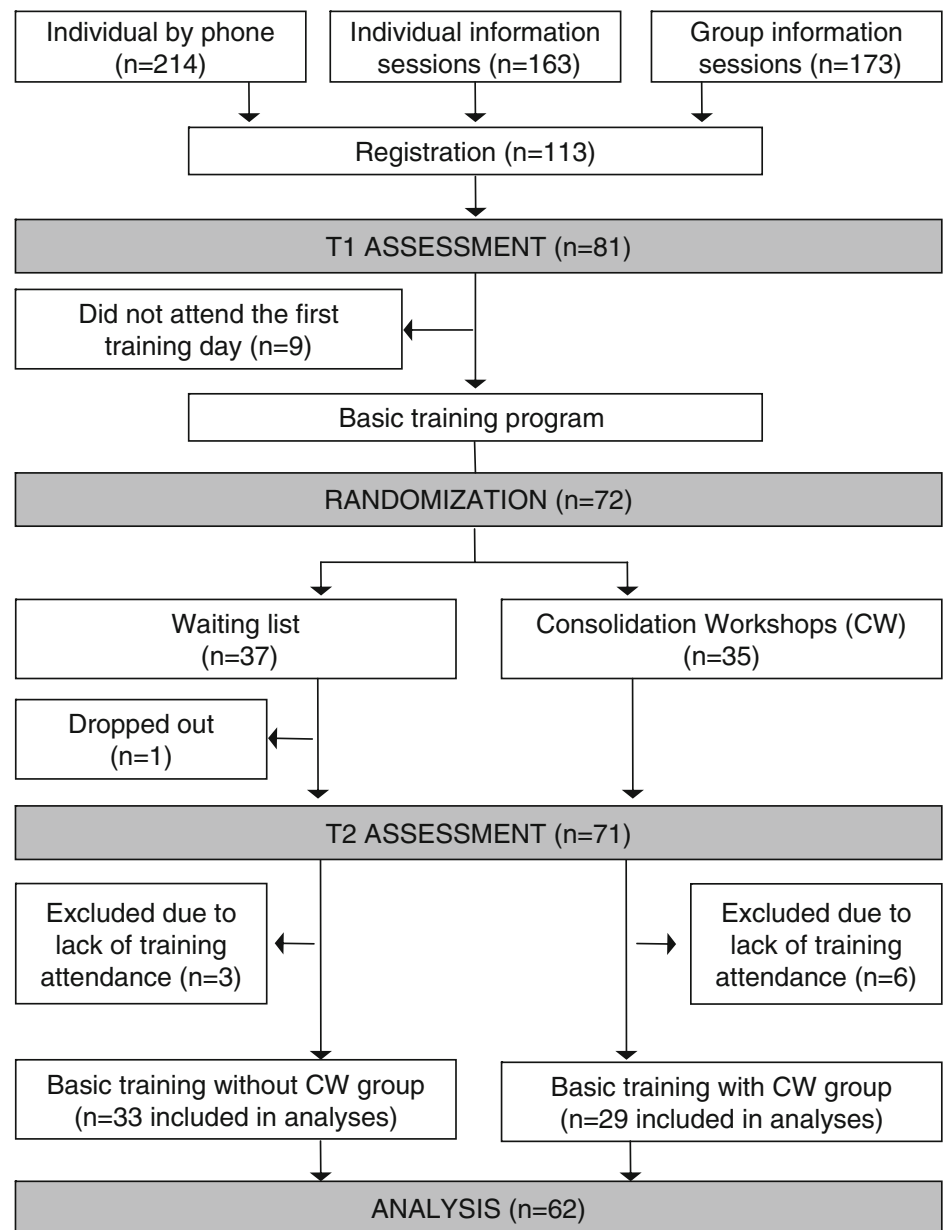 Individual by phone
(n=214)
Individual information
sessions (n=163)
Group information
sessions (n=173)
Registration (n=113)
T1 ASSESSMENT (n=81)
Did not attend the first
training day (n=9)
Basic training program
RANDOMIZATION (n=72)
Waiting list
(n=37)
Consolidation Workshops (CW)
(n=35)
Dropped out
(n=1)
T2 ASSESSMENT (n=71)
Excluded due to
lack of training
attendance (n=3)
Excluded due to
lack of training
attendance (n=6)
Basic training without CW group
(n=33 included in analyses)
Basic training with CW group
(n=29 included in analyses)
ANALYSIS (n=62)